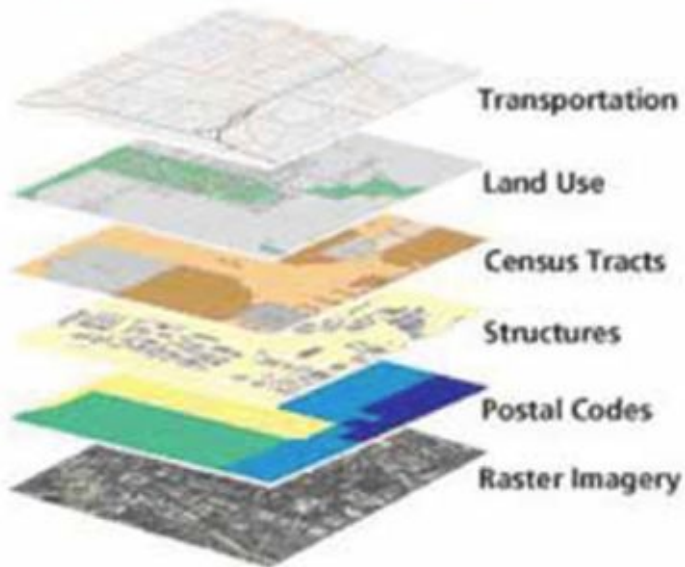 Transportation
Land Use
Census Tracts
Structures
Postal Codes
Raster Imagery